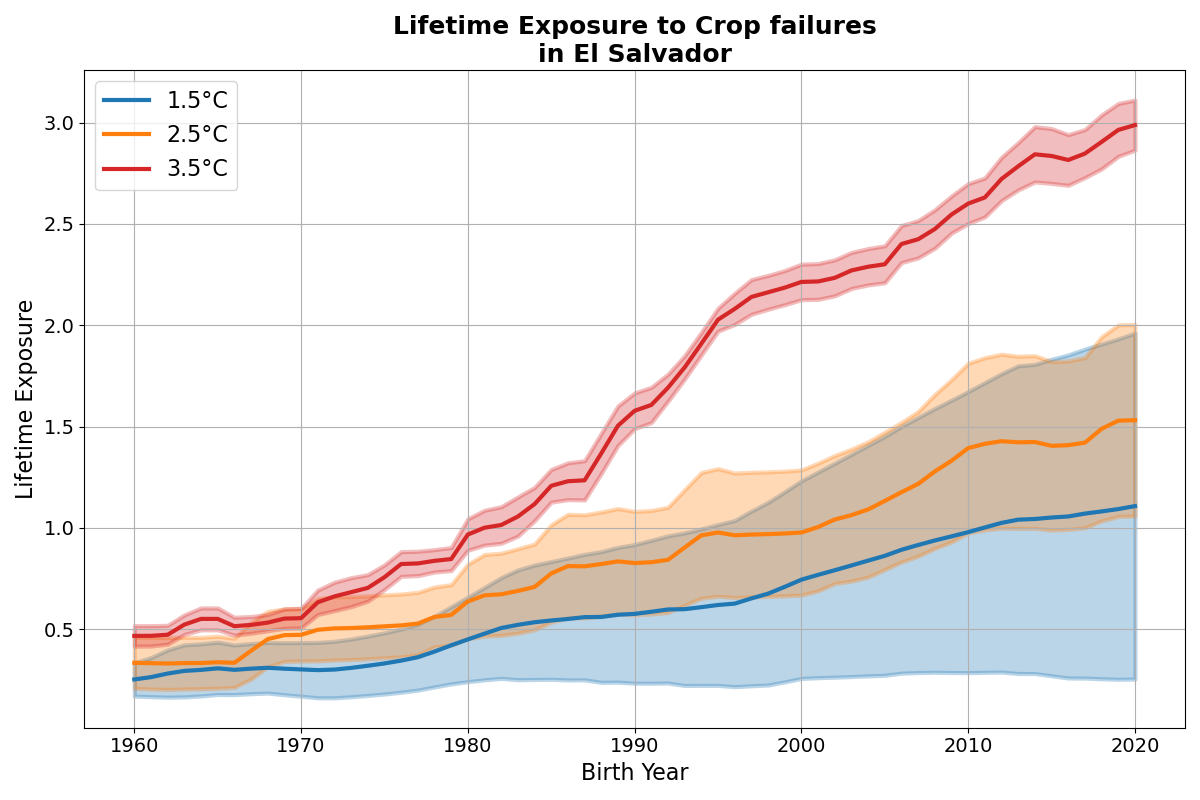 Lifetime Exposure to Crop failures
in El Salvador
1.5°C
2.5°C
3.5°C
Lifetime Exposure
3.0
2.5
2.0
1.5
1.0
0.5
1960
1970
1980
1990
2000
2010
2020
Birth Year